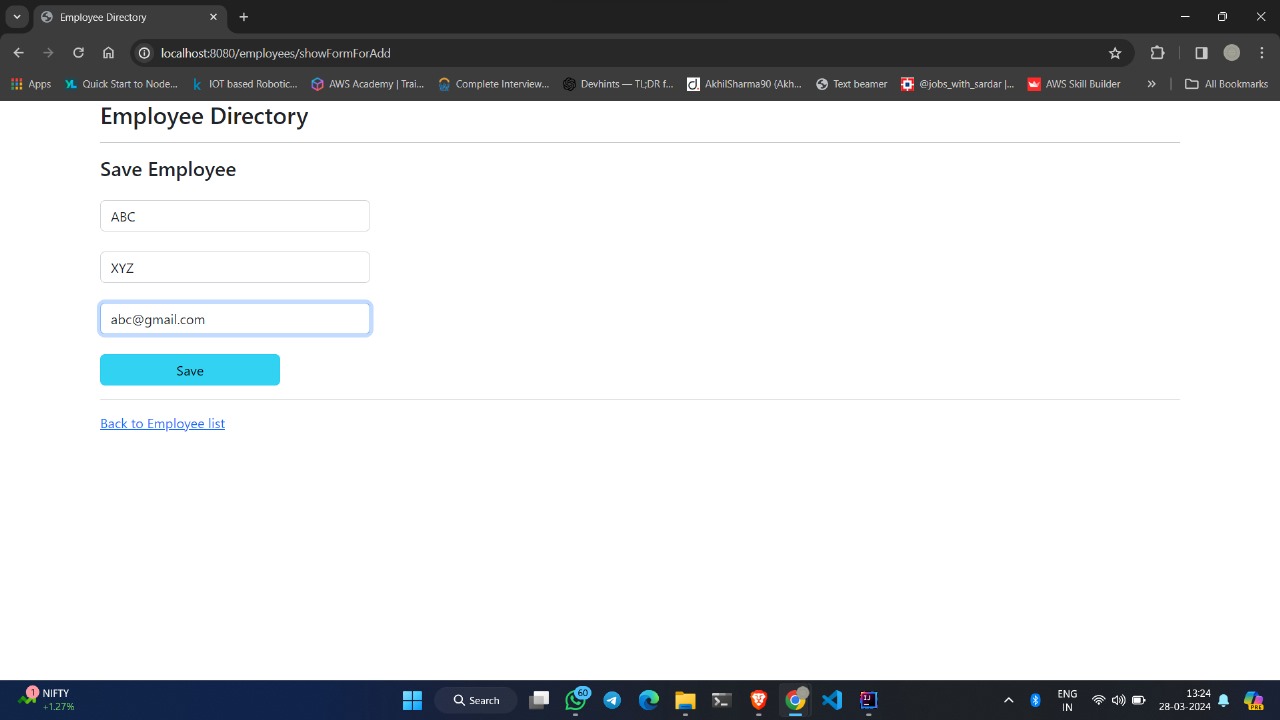 Employee Directory
localhost:8080/employees/showFormForAdd
Apps Quick Start to Node... IOT based Robotic... AWS Academy | Trai... Complete Interview... Devhints — TL;DR f... AkhilSharma90 (Akh... Text beamer @jobs_with_sardar |... AWS Skill Builder » All Bookmarks
Employee Directory
Save Employee
ABC
XYZ
abc@gmail.com
Save
Back to Employee list
1 NIFTY
+1.27%
Search
60
ENG
IN
13:24
28-03-2024
PRE